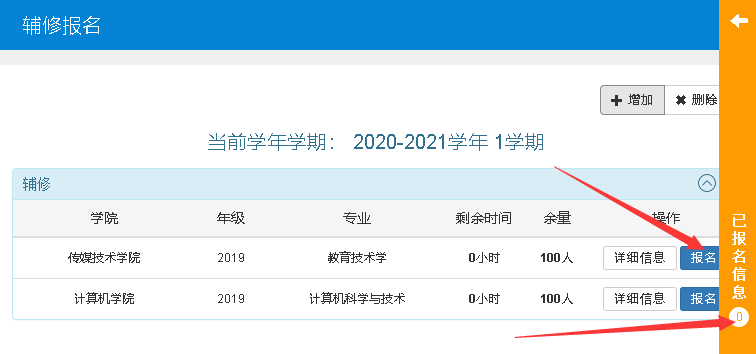 辅修报名
增加 删除
当前学年学期： 2020-2021学年 1学期
辅修
学院 年级 专业 剩余时间 余量 操作
传媒技术学院 2019 教育技术学 0小时 100人 详细信息 报名
计算机学院 2019 计算机科学与技术 0小时 100人 详细信息 报名
已报名信息
0